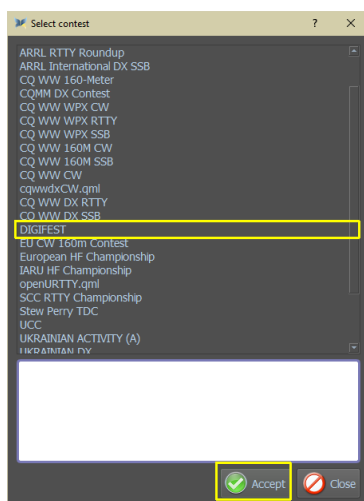 Select contest
?
ARRL RTTY Roundup
ARRL International DX SSB
CQ WW 160-Meter
CQMM DX Contest
CQ WW WPX CW
CQ WW WPX RTTY
CQ WW WPX SSB
CQ WW 160M CW
CQ WW 160M SSB
CQ WW CW
cqwwdxCW.qml
CQ WW DX RTTY
CQ WW DX SSB
DIGIFEST
EU CW 160m Contest
European HF Championship
IARU HF Championship
openURTTY.qml
SCC RTTY Championship
Stew Perry TDC
UCC
UKRAINIAN ACTIVITY (A)
UKRAINIAN DX
Accept
Close